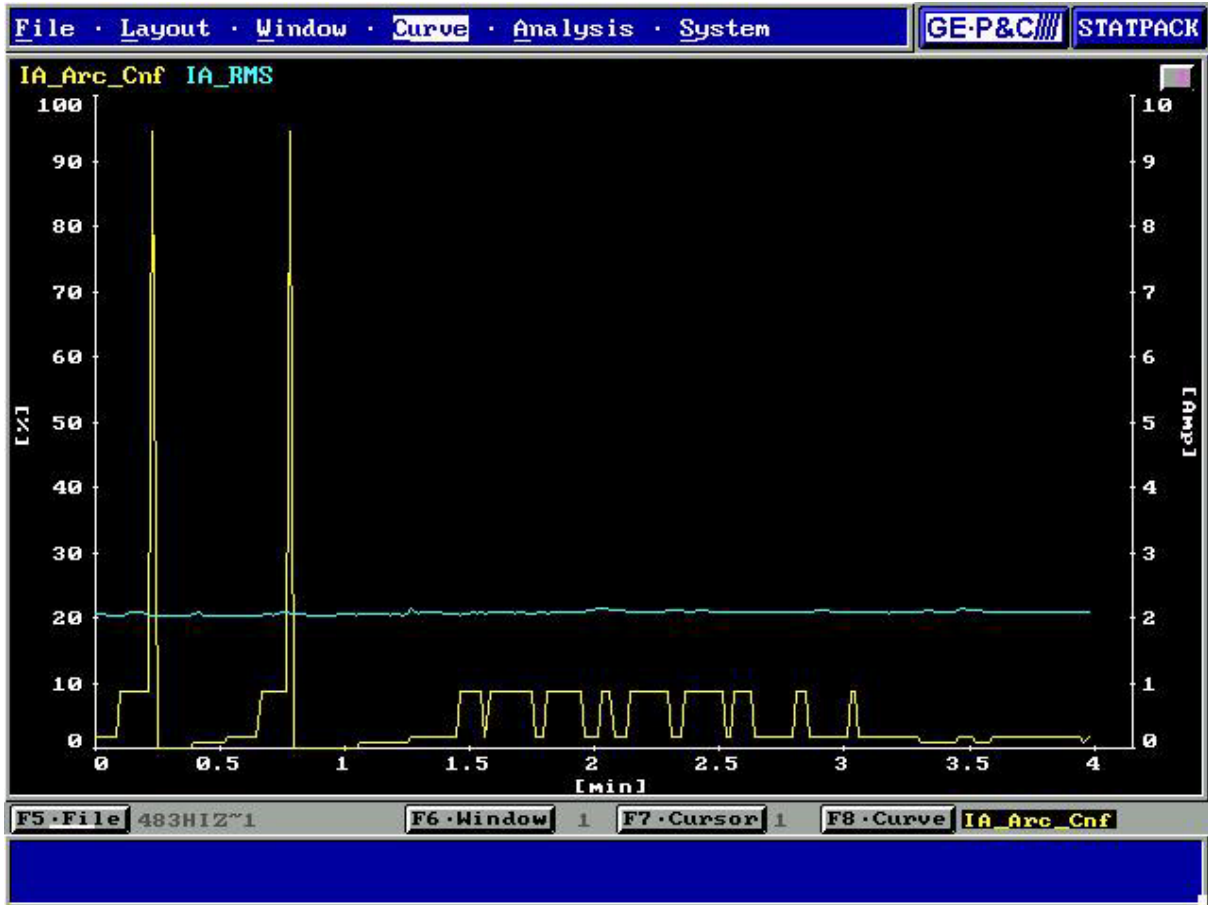 File · Layout · Window · Curve · Analysis · System GE·P&C STATPACK
IA_Arc_Cnf IA_RMS
100 10
90 9
80 8
70 7
60 6
[%] 50 5 [Amp]
40 4
30 3
20 2
10 1
0 0
0 0.5 1 1.5 2 2.5 3 3.5 4
[min]
F5·File 483HIZ~1 F6·Window 1 F7·Cursor 1 F8·Curve IA_Arc_Cnf